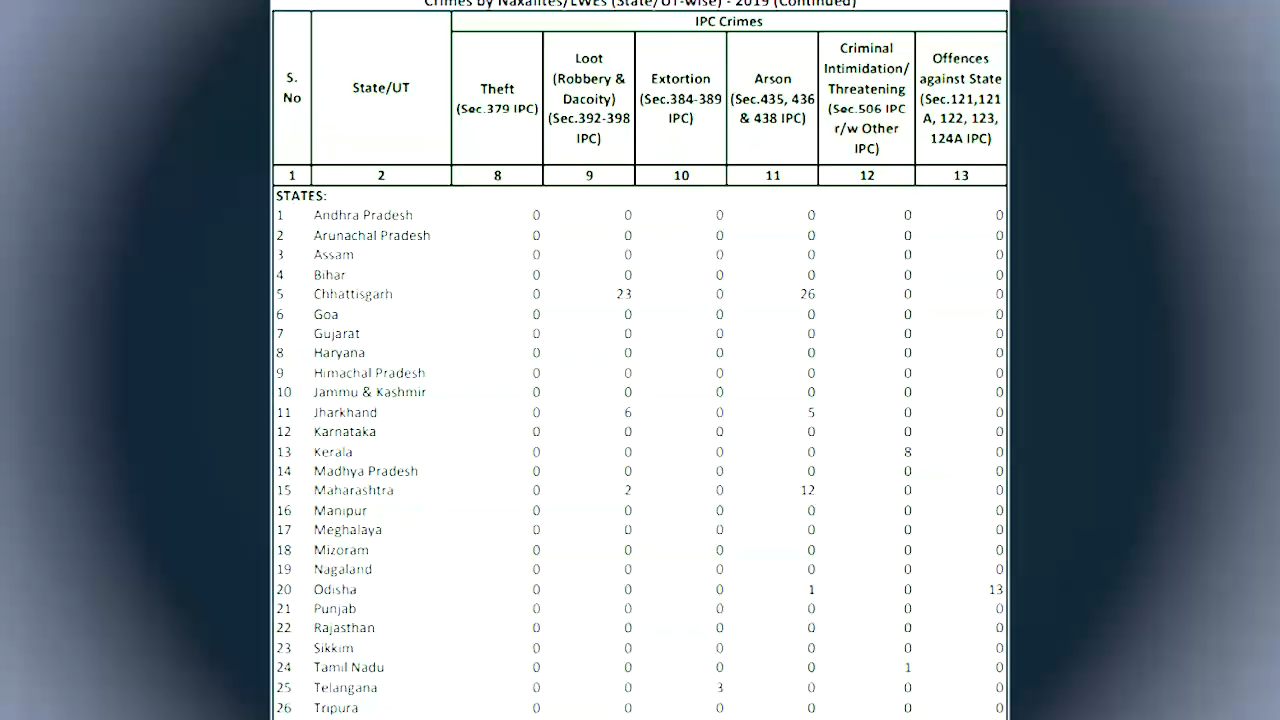 Crimes by Naxalites/LWEs (State/UT-wise) - 2019 (Continued)
IPC Crimes
S. No State/UT Theft (Sec.379 IPC) Loot (Robbery & Dacoity) (Sec.392-398 IPC) Extortion (Sec.384-389 IPC) Arson (Sec.435, 436 & 438 IPC) Criminal Intimidation/ Threatening (Sec.506 IPC r/w Other IPC) Offences against State (Sec.121,121 A, 122, 123, 124A IPC)
1 2 8 9 10 11 12 13
STATES:
1 Andhra Pradesh 0 0 0 0 0 0
2 Arunachal Pradesh 0 0 0 0 0 0
3 Assam 0 0 0 0 0 0
4 Bihar 0 0 0 0 0 0
5 Chhattisgarh 0 23 0 26 0 0
6 Goa 0 0 0 0 0 0
7 Gujarat 0 0 0 0 0 0
8 Haryana 0 0 0 0 0 0
9 Himachal Pradesh 0 0 0 0 0 0
10 Jammu & Kashmir 0 0 0 0 0 0
11 Jharkhand 0 6 0 5 0 0
12 Karnataka 0 0 0 0 0 0
13 Kerala 0 0 0 0 8 0
14 Madhya Pradesh 0 0 0 0 0 0
15 Maharashtra 0 2 0 12 0 0
16 Manipur 0 0 0 0 0 0
17 Meghalaya 0 0 0 0 0 0
18 Mizoram 0 0 0 0 0 0
19 Nagaland 0 0 0 0 0 0
20 Odisha 0 0 0 1 0 13
21 Punjab 0 0 0 0 0 0
22 Rajasthan 0 0 0 0 0 0
23 Sikkim 0 0 0 0 0 0
24 Tamil Nadu 0 0 0 0 1 0
25 Telangana 0 0 3 0 0 0
26 Tripura 0 0 0 0 0 0